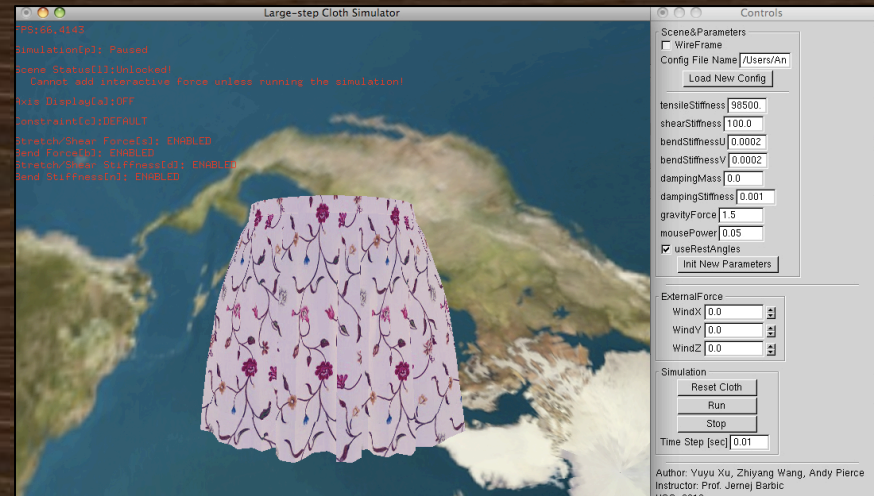 Large-step Cloth Simulator
FPS:66.4143
Simulation[p]: Paused
Scene Status[l]:Unlocked!
Cannot add interactive force unless running the simulation!
Axis Display[a]:OFF
Constraint[c]:DEFAULT
Stretch/Shear Force[s]: ENABLED
Bend Force[b]: ENABLED
Stretch/Shear Stiffness[d]: ENABLED
Bend Stiffness[n]: ENABLED
Controls
Scene&Parameters
WireFrame
Config File Name /Users/An
Load New Config
tensileStiffness 98500.
shearStiffness 100.0
bendStiffnessU 0.0002
bendStiffnessV 0.0002
dampingMass 0.0
dampingStiffness 0.001
gravityForce 1.5
mousePower 0.05
useRestAngles
Init New Parameters
ExternalForce
WindX 0.0
WindY 0.0
WindZ 0.0
Simulation
Reset Cloth
Run
Stop
Time Step [sec] 0.01
Author: Yuyu Xu, Zhiyang Wang, Andy Pierce
Instructor: Prof. Jernej Barbic